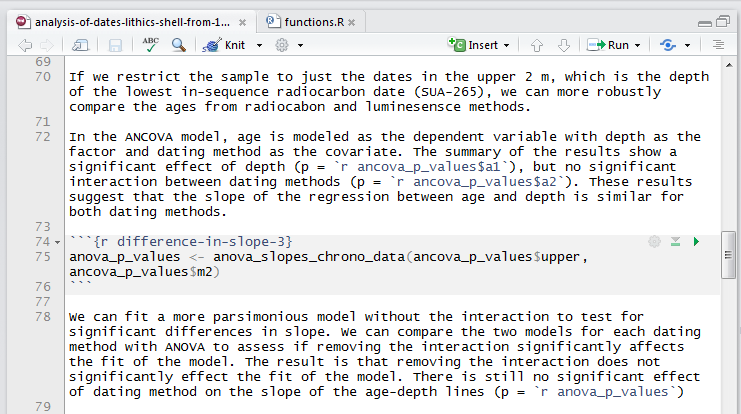 analysis-of-dates-lithics-shell-from-1... × functions.R ×
ABC Knit Insert Run
69
70 If we restrict the sample to just the dates in the upper 2 m, which is the depth
of the lowest in-sequence radiocarbon date (SUA-265), we can more robustly
compare the ages from radiocabon and luminesensce methods.
71
72 In the ANCOVA model, age is modeled as the dependent variable with depth as the
factor and dating method as the covariate. The summary of the results show a
significant effect of depth (p = `r ancova_p_values$a1`), but no significant
interaction between dating methods (p = `r ancova_p_values$a2`). These results
suggest that the slope of the regression between age and depth is similar for
both dating methods.
73
74 ```{r difference-in-slope-3}
75 anova_p_values <- anova_slopes_chrono_data(ancova_p_values$upper,
ancova_p_values$m2)
76 ```
77
78 We can fit a more parsimonious model without the interaction to test for
significant differences in slope. We can compare the two models for each dating
method with ANOVA to assess if removing the interaction significantly affects
the fit of the model. The result is that removing the interaction does not
significantly effect the fit of the model. There is still no significant effect
of dating method on the slope of the age-depth lines (p = `r anova_p_values`)
79